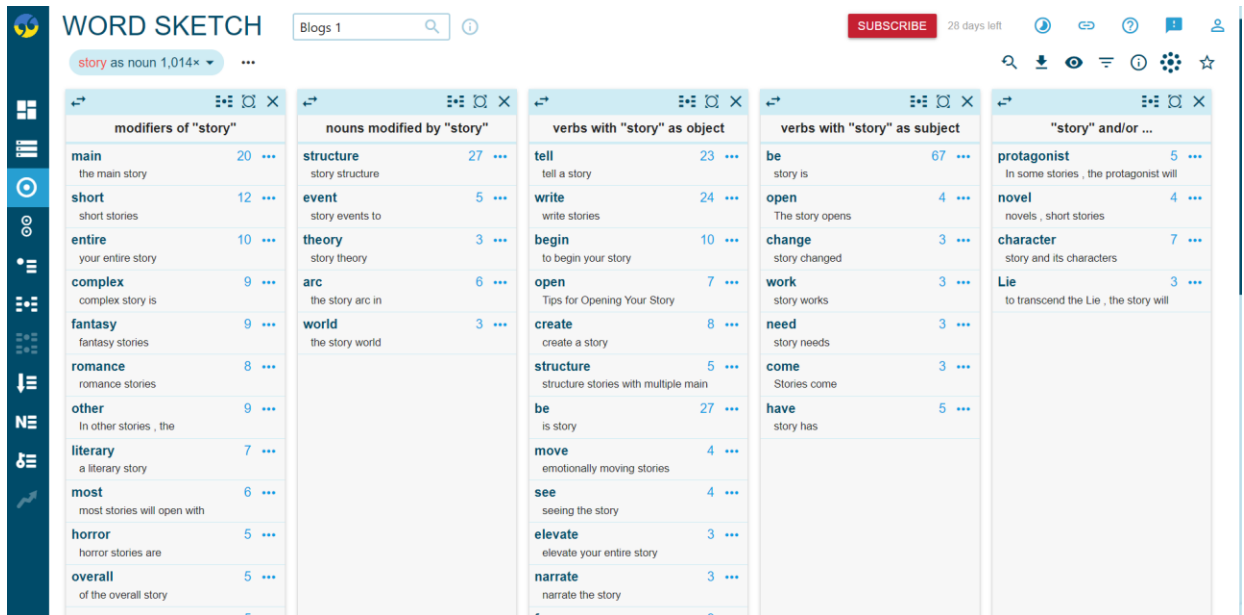 WORD SKETCH
Blogs 1
SUBSCRIBE 28 days left
story as noun 1,014×
modifiers of "story"
main 20
the main story
short 12
short stories
entire 10
your entire story
complex 9
complex story is
fantasy 9
fantasy stories
romance 8
romance stories
other 9
In other stories , the
literary 7
a literary story
most 6
most stories will open with
horror 5
horror stories are
overall 5
of the overall story
nouns modified by "story"
structure 27
story structure
event 5
story events to
theory 3
story theory
arc 6
the story arc in
world 3
the story world
verbs with "story" as object
tell 23
tell a story
write 24
write stories
begin 10
to begin your story
open 7
Tips for Opening Your Story
create 8
create a story
structure 5
structure stories with multiple main
be 27
is story
move 4
emotionally moving stories
see 4
seeing the story
elevate 3
elevate your entire story
narrate 3
narrate the story
verbs with "story" as subject
be 67
story is
open 4
The story opens
change 3
story changed
work 3
story works
need 3
story needs
come 3
Stories come
have 5
story has
"story" and/or ...
protagonist 5
In some stories , the protagonist will
novel 4
novels , short stories
character 7
story and its characters
Lie 3
to transcend the Lie , the story will